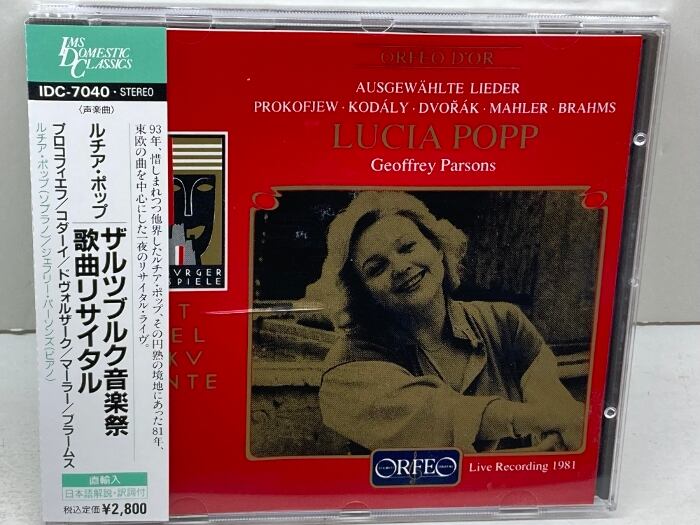 IMS
DOMESTIC
CLASSICS
IDC-7040・STEREO
〈声楽曲〉
ルチア・ポップ
ザルツブルク音楽祭
歌曲リサイタル
プロコフィエフ/コダーイ/ドヴォルザーク/マーラー/ブラームス
ルチア・ポップ(ソプラノ)/ジェフリー・パーソンズ(ピアノ)
93年、惜しまれつつ他界したルチア・ポップ、その円熟の境地にあった81年、
東欧の曲を中心にした一夜のリサイタル・ライヴ。
直輸入
日本語解説・訳詞付
税込定価¥2,800
ORFEO D'OR
AUSGEWÄHLTE LIEDER
PROKOFJEW · KODÁLY · DVOŘÁK · MAHLER · BRAHMS
LUCIA POPP
Geoffrey Parsons
BVRGER
SPIELE
T
EL
KV
NTE
ORFEO
Live Recording 1981